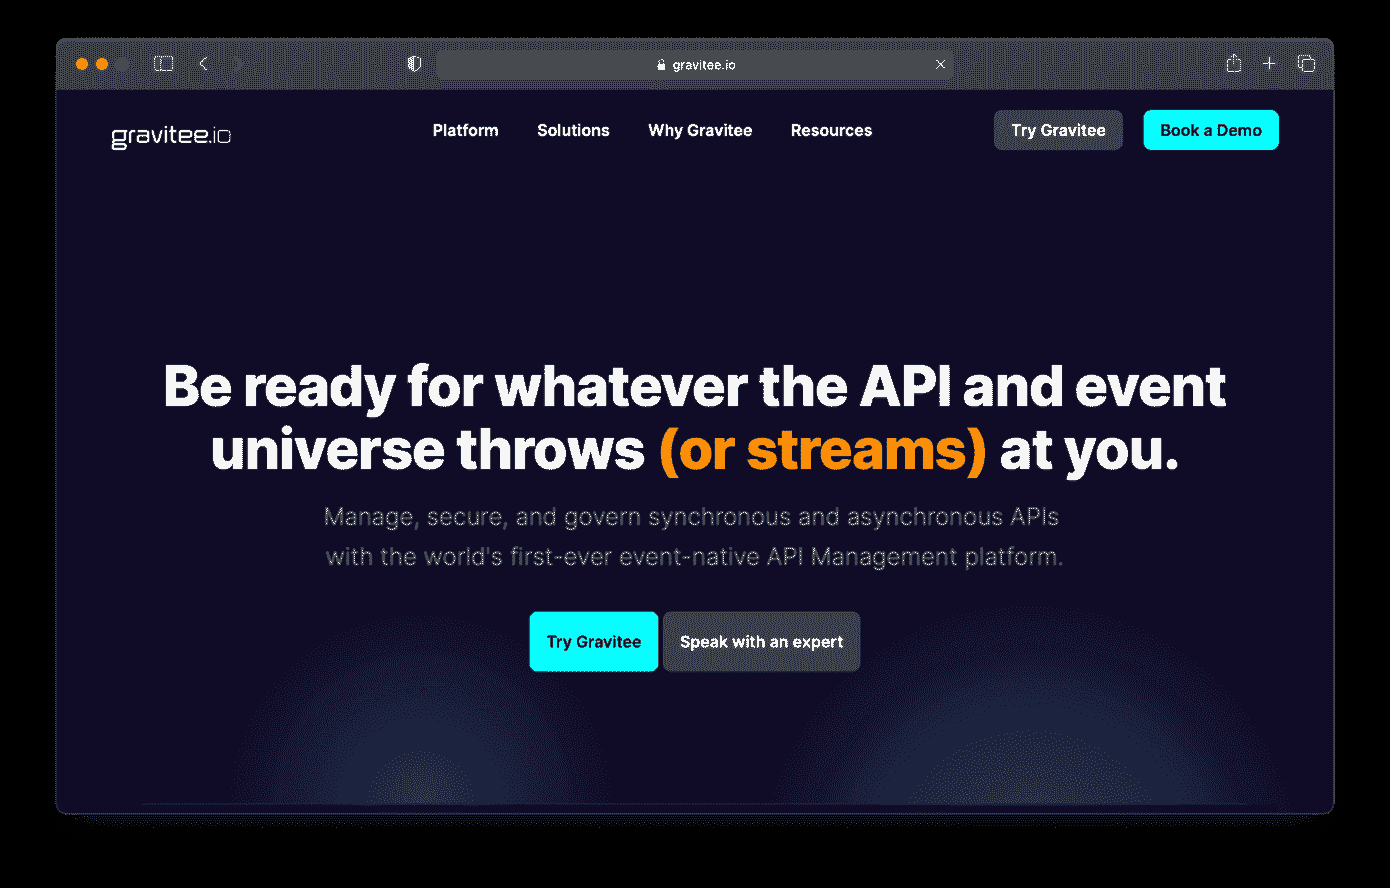 gravitee.io
gravitee.io
Platform
Solutions
Why Gravitee
Resources
Try Gravitee
Book a Demo
Be ready for whatever the API and event
universe throws (or streams) at you.
Manage, secure, and govern synchronous and asynchronous APIs
with the world's first-ever event-native API Management platform.
Try Gravitee
Speak with an expert